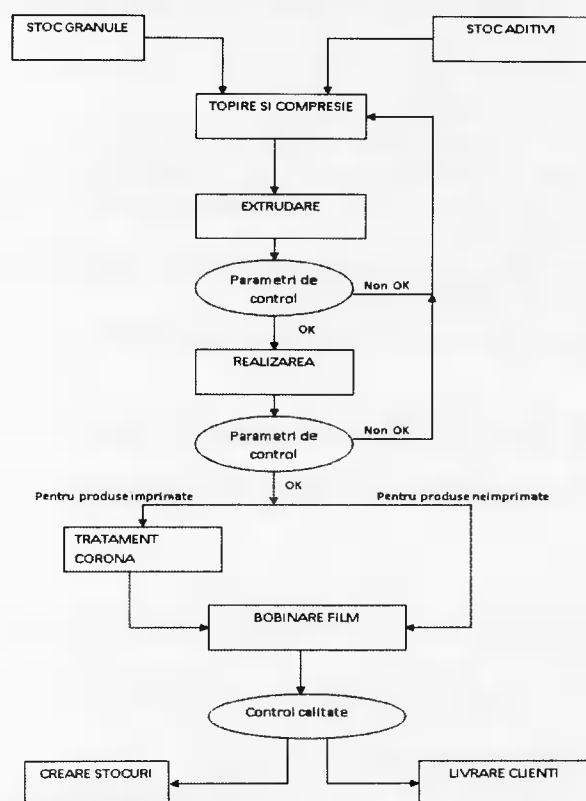 STOC GRANULE
STOC ADITIVI
TOPIRE SI COMPRESIE
EXTRUDARE
Parametri de
control
Non OK
OK
REALIZAREA
Parametri de
control
Non OK
OK
Pentru produse imprimate
Pentru produse neimprimate
TRATAMENT
CORONA
BOBINARE FILM
Control calitate
CREARE STOCURI
LIVRARE CLIENTI